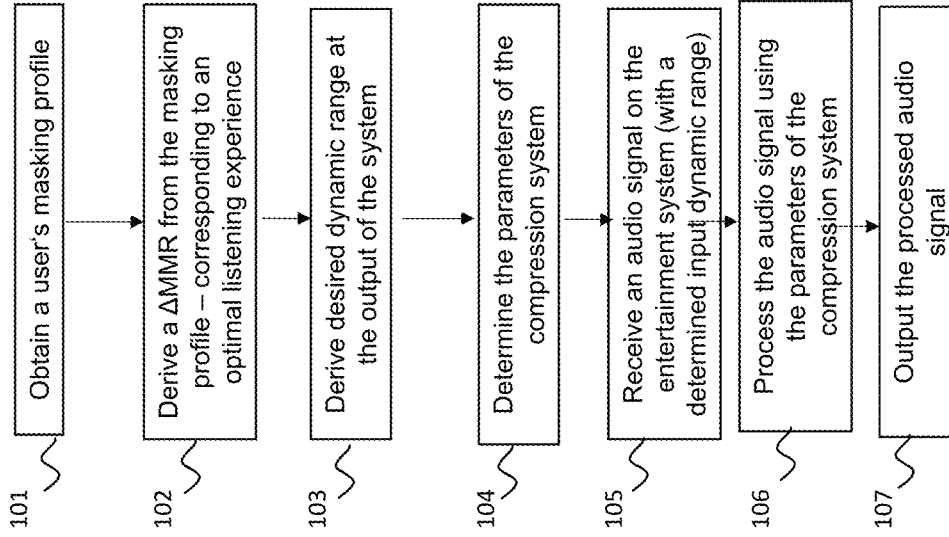 101
Obtain a user's masking profile
102
Derive a ΔMMR from the masking
profile – corresponding to an
optimal listening experience
103
Derive desired dynamic range at
the output of the system
104
Determine the parameters of the
compression system
105
Receive an audio signal on the
entertainment system (with a
determined input dynamic range)
106
Process the audio signal using
the parameters of the
compression system
107
Output the processed audio
signal